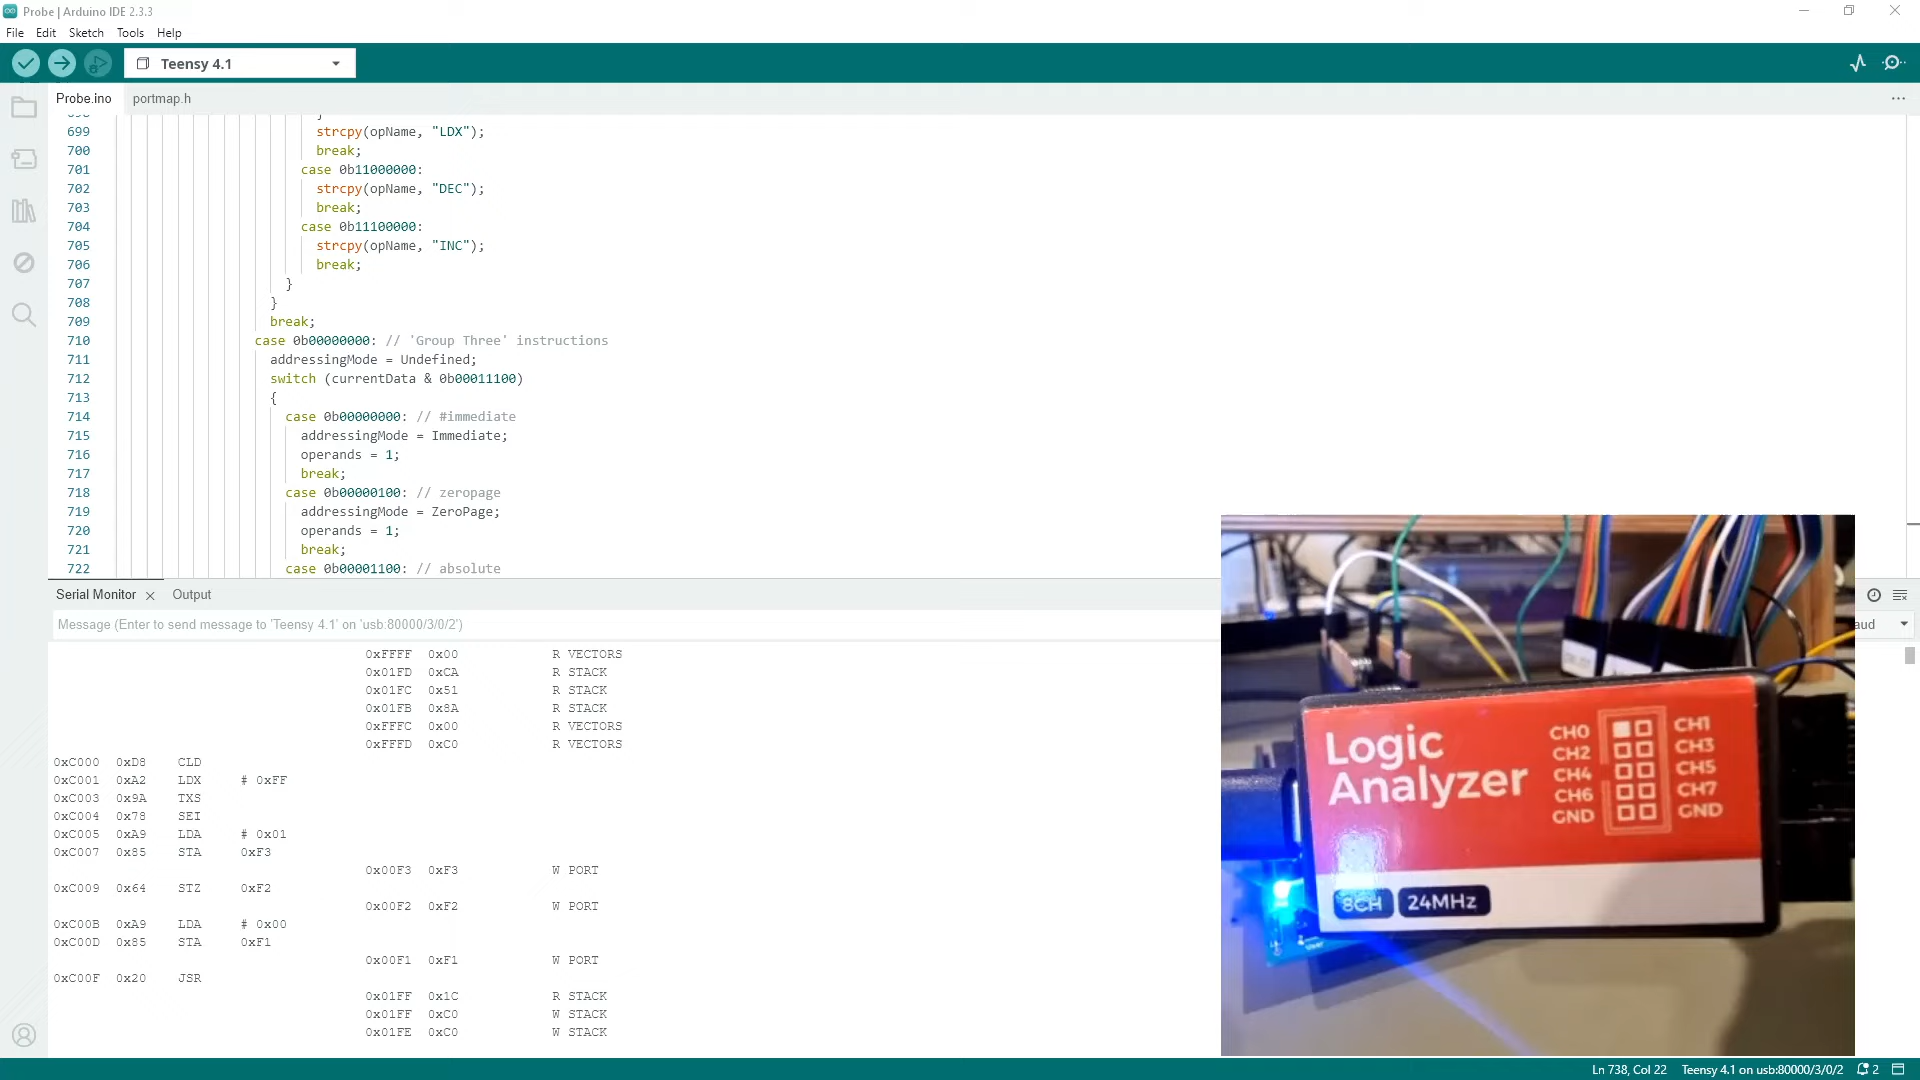 Probe | Arduino IDE 2.3.3
File Edit Sketch Tools Help
Teensy 4.1
Probe.ino portmap.h
699 strcpy(opName, "LDX");
700 break;
701 case 0b11000000:
702 strcpy(opName, "DEC");
703 break;
704 case 0b11100000:
705 strcpy(opName, "INC");
706 break;
707 }
708 }
709 break;
710 case 0b00000000: // 'Group Three' instructions
711 addressingMode = Undefined;
712 switch (currentData & 0b00011100)
713 {
714 case 0b00000000: // #immediate
715 addressingMode = Immediate;
716 operands = 1;
717 break;
718 case 0b00000100: // zeropage
719 addressingMode = ZeroPage;
720 operands = 1;
721 break;
722 case 0b00001100: // absolute
Serial Monitor × Output
Message (Enter to send message to 'Teensy 4.1' on 'usb:80000/3/0/2')
aud
0xFFFF 0x00 R VECTORS
0x01FD 0xCA R STACK
0x01FC 0x51 R STACK
0x01FB 0x8A R STACK
0xFFFC 0x00 R VECTORS
0xFFFD 0xC0 R VECTORS
0xC000 0xD8 CLD
0xC001 0xA2 LDX # 0xFF
0xC003 0x9A TXS
0xC004 0x78 SEI
0xC005 0xA9 LDA # 0x01
0xC007 0x85 STA 0xF3
0x00F3 0xF3 W PORT
0xC009 0x64 STZ 0xF2
0x00F2 0xF2 W PORT
0xC00B 0xA9 LDA # 0x00
0xC00D 0x85 STA 0xF1
0x00F1 0xF1 W PORT
0xC00F 0x20 JSR
0x01FF 0x1C R STACK
0x01FF 0xC0 W STACK
0x01FE 0xC0 W STACK
Logic
Analyzer
CH0 CH1
CH2 CH3
CH4 CH5
CH6 CH7
GND GND
8CH 24MHz
Ln 738, Col 22 Teensy 4.1 on usb:80000/3/0/2 2